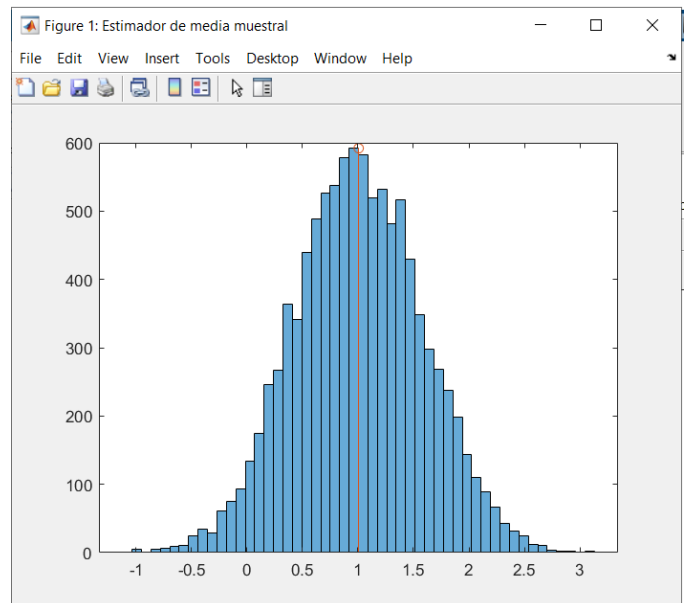 Figure 1: Estimador de media muestral
File Edit View Insert Tools Desktop Window Help
600
500
400
300
200
100
0
-1 -0.5 0 0.5 1 1.5 2 2.5 3